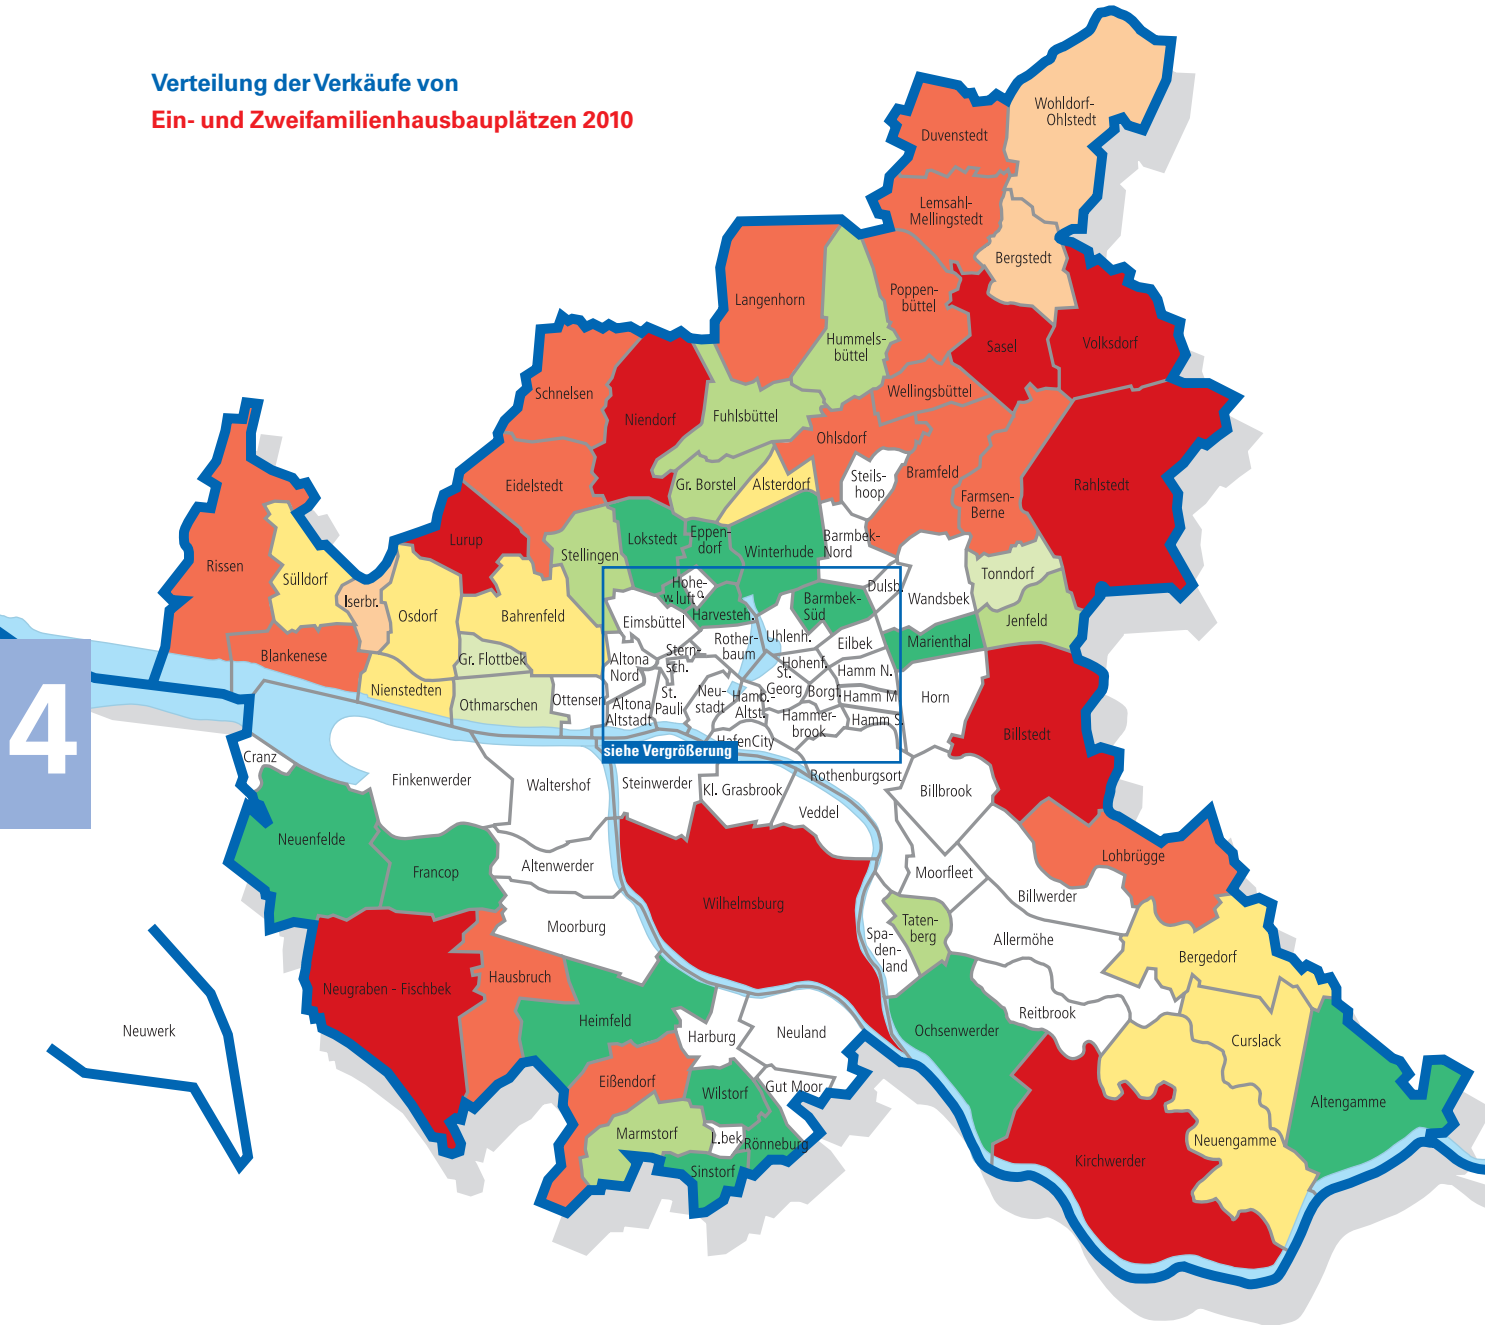 Verteilung der Verkäufe von
Ein- und Zweifamilienhausbauplätzen 2010
Wohldorf-
Ohlstedt
Duvenstedt
Lemsahl-
Mellingstedt
Bergstedt
Langenhorn
Poppen-
büttel
Hummels-
büttel
Sasel
Volksdorf
Schnelsen
Niendorf
Wellingsbüttel
Fuhlsbüttel
Ohlsdorf
Steils-
hoop
Bramfeld
Farmsen-
Berne
Rahlstedt
Eidelstedt
Gr. Borstel
Alsterdorf
Lurup
Stellingen
Lokstedt
Eppen-
dorf
Winterhude
Barmbek-
Nord
Rissen
Sülldorf
Iserbr.
Osdorf
Bahrenfeld
Hohe-
w. luft o.
Harvesteh.
Barmbek-
Süd
Dulsb.
Wandsbek
Tonndorf
Jenfeld
Eimsbüttel
Rother-
baum
Uhlenh.
Eilbek
Marienthal
Blankenese
Gr. Flottbek
Nienstedten
Othmarschen
Ottensen
Altona
Nord
Stern-
sch.
Altona
Altstadt
St.
Pauli
Neu-
stadt
Hamb.-
Altst.
St.
Georg
Hohenf.
Borgf.
Hamm N.
Hamm M.
Hamm S.
Hammer-
brook
HafenCity
Horn
Billstedt
siehe Vergrößerung
4
Cranz
Finkenwerder
Waltershof
Steinwerder
Kl. Grasbrook
Veddel
Rothenburgsort
Billbrook
Neuenfelde
Francop
Altenwerder
Moorfleet
Lohbrügge
Billwerder
Wilhelmsburg
Moorburg
Taten-
berg
Spa-
den-
land
Allermöhe
Bergedorf
Neugraben - Fischbek
Hausbruch
Heimfeld
Harburg
Neuland
Ochsenwerder
Reitbrook
Curslack
Neuwerk
Eißendorf
Wilstorf
Gut Moor
Altengamme
Marmstorf
L.bek
Rönneburg
Sinstorf
Neuengamme
Kirchwerder